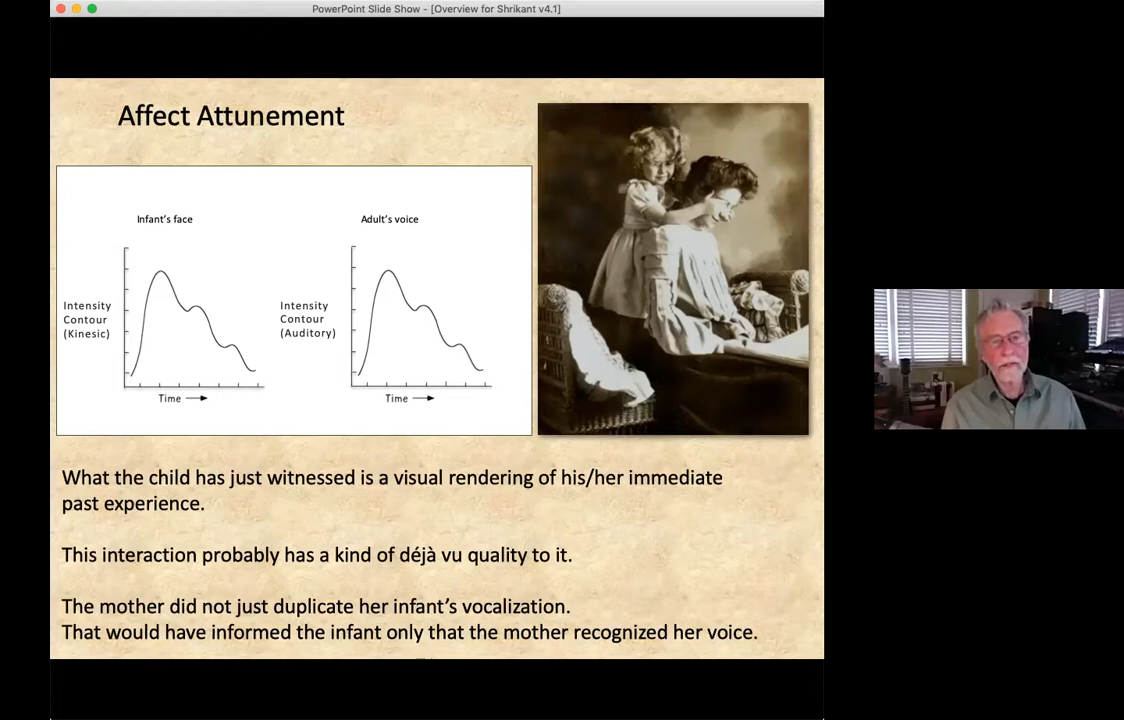 PowerPoint Slide Show - [Overview for Shrikant v4.1]
Affect Attunement
Infant's face
Adult's voice
Intensity
Contour
(Kinesic)
Intensity
Contour
(Auditory)
Time
Time
What the child has just witnessed is a visual rendering of his/her immediate
past experience.
This interaction probably has a kind of déjà vu quality to it.
The mother did not just duplicate her infant's vocalization.
That would have informed the infant only that the mother recognized her voice.